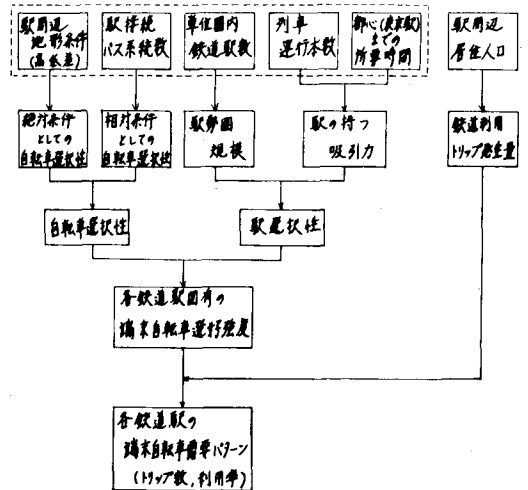 駅周辺
地形条件
(高低差)
駅接続
バス系統数
単位圏内
鉄道駅数
列車
運行本数
都心(東京駅)
までの
所要時間
駅周辺
居住人口
絶対条件
としての
自転車選択性
相対条件
としての
自転車選択性
駅勢圏
規模
駅の持つ
吸引力
鉄道利用
トリップ発生量
自転車選択性
駅選択性
各鉄道駅固有の
端末自転車選好強度
各鉄道駅の
端末自転車需要パターン
(トリップ数,利用率)